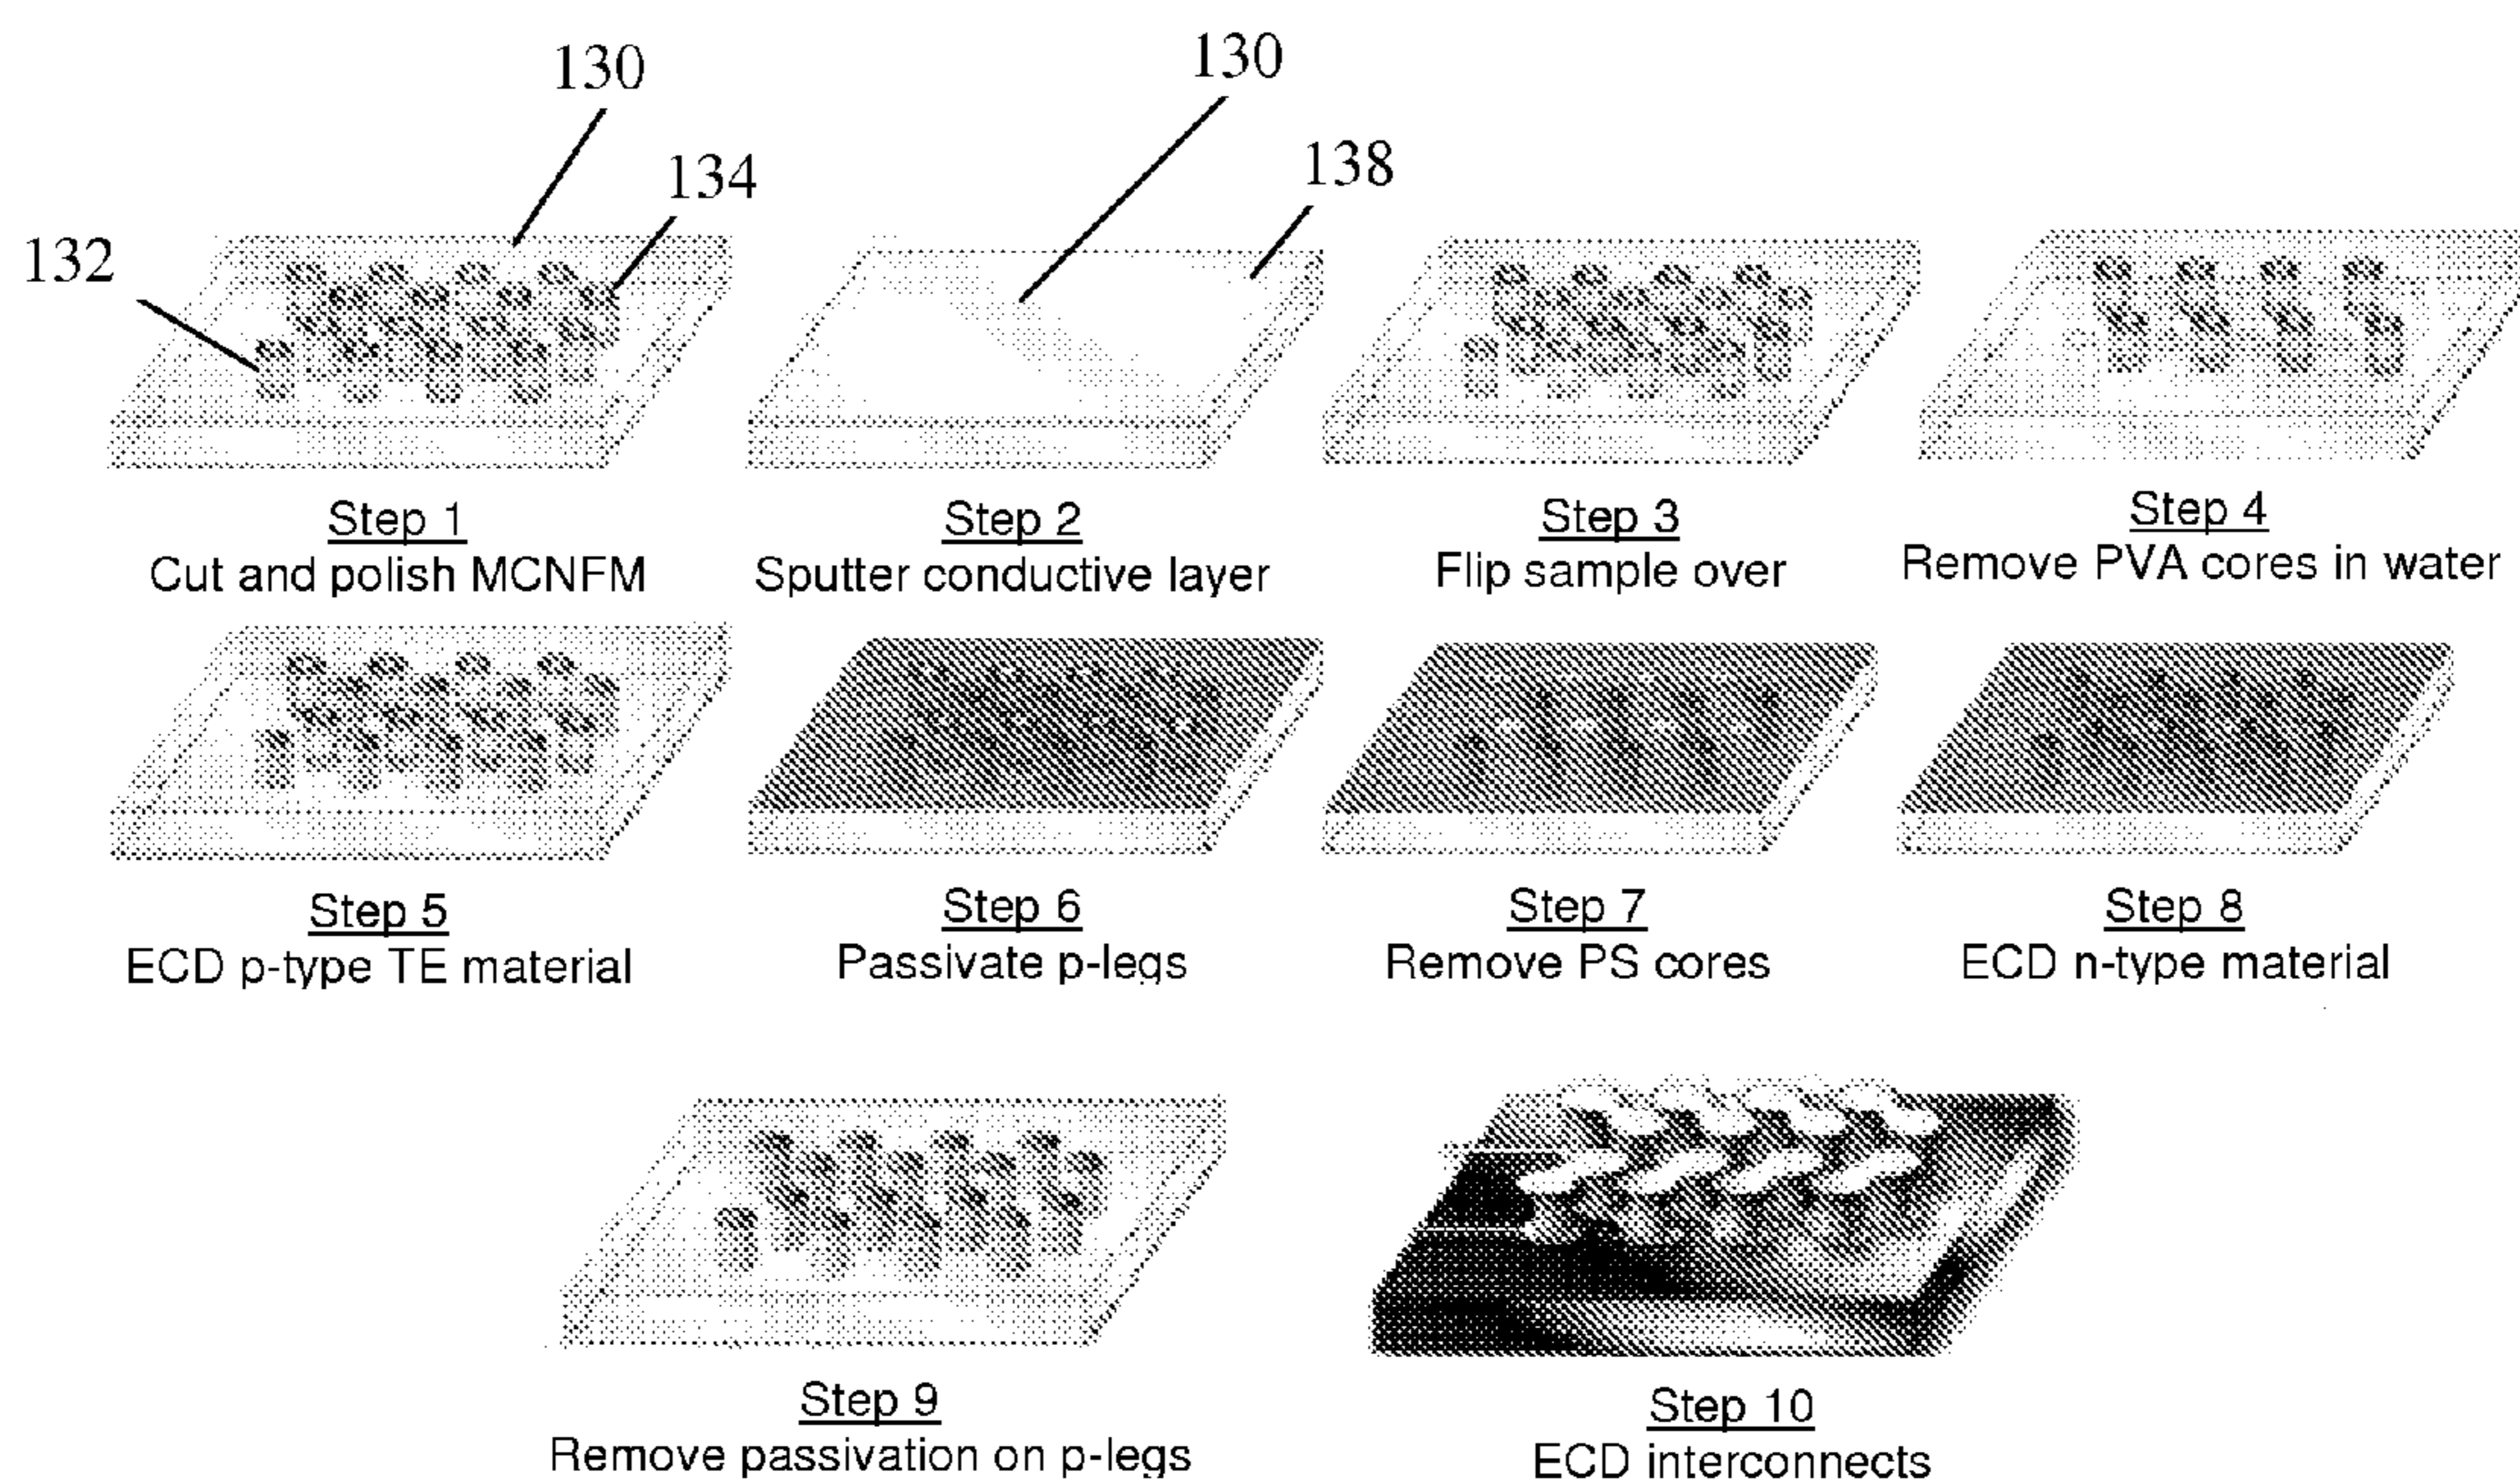 130
130
138
134
132
Step 1
Cut and polish MCNFM
Step 2
Sputter conductive layer
Step 3
Flip sample over
Step 4
Remove PVA cores in water
Step 5
ECD p-type TE material
Step 6
Passivate p-legs
Step 7
Remove PS cores
Step 8
ECD n-type material
Step 9
Remove passivation on p-legs
Step 10
ECD interconnects